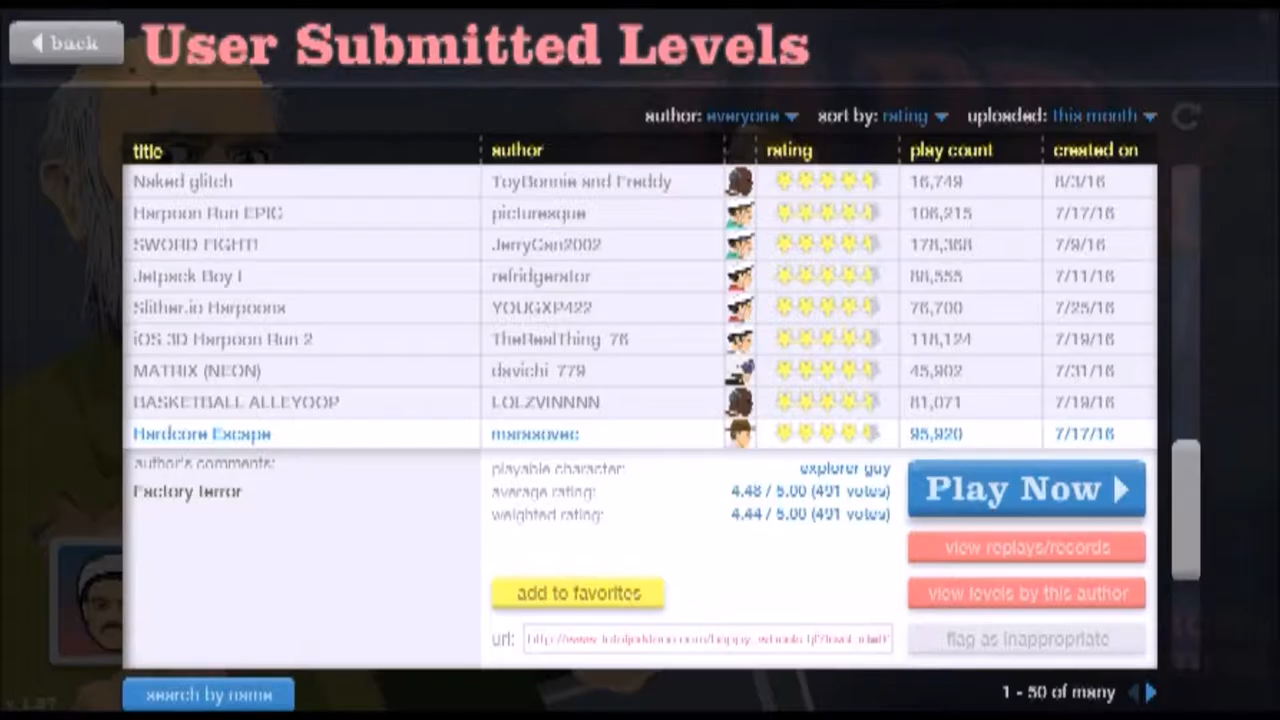 back
User Submitted Levels
author: everyone sort by: rating uploaded: this month
title author rating play count created on
Naked glitch ToyBonnie and Freddy 16,749 8/3/16
Harpoon Run EPIC picturesque 106,215 7/17/16
SWORD FIGHT! JerryCan2002 178,368 7/9/16
Jetpack Boy I refridgerator 88,555 7/11/16
Slither.io Harpoons YOUGXP422 76,700 7/25/16
iOS 3D Harpoon Run 2 TheRealThing 76 118,124 7/19/16
MATRIX (NEON) davichi 779 45,902 7/31/16
BASKETBALL ALLEYOOP LOLZVINNNN 81,071 7/19/16
Hardcore Escape 95,920 7/17/16
author's comments:
Factory terror
playable character: explorer guy
average rating: 4.48 / 5.00 (491 votes)
weighted rating: 4.44 / 5.00 (491 votes)
Play Now
view replays/records
add to favorites
view levels by this author
url:
flag as inappropriate
search by name
1 - 50 of many